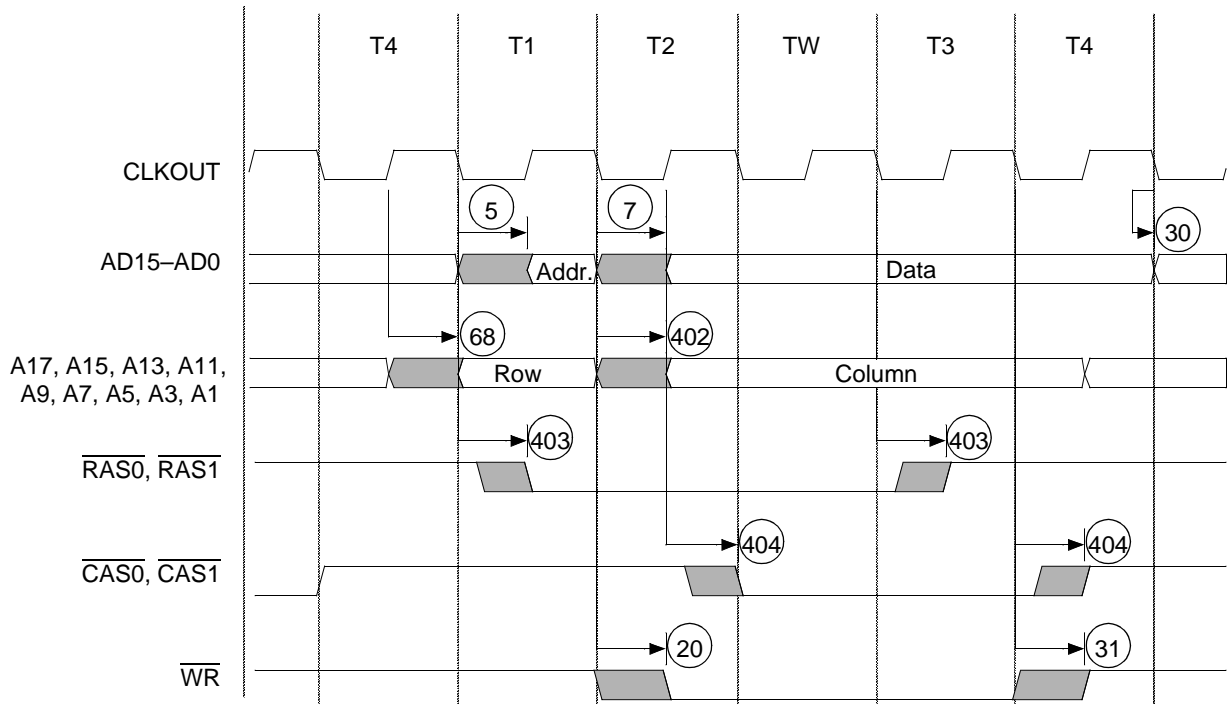 T4 T1 T2 TW T3 T4
CLKOUT
5 7 30
AD15–AD0 Addr. Data
68 402
A17, A15, A13, A11,
A9, A7, A5, A3, A1 Row Column
403 403
RAS0, RAS1
404 404
CAS0, CAS1
20 31
WR